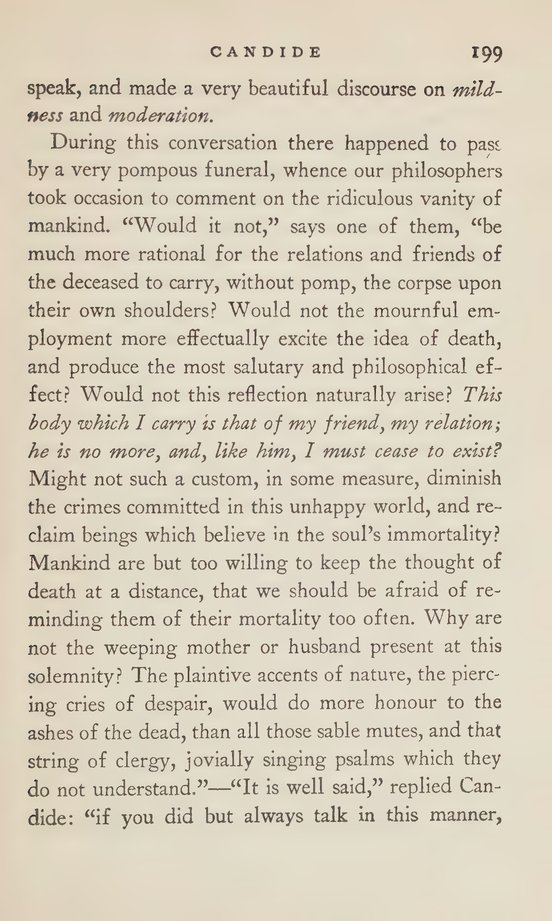 CANDIDE 199
speak, and made a very beautiful discourse on mild-
ness and moderation.
During this conversation there happened to pass
by a very pompous funeral, whence our philosophers
took occasion to comment on the ridiculous vanity of
mankind. “Would it not,” says one of them, “be
much more rational for the relations and friends of
the deceased to carry, without pomp, the corpse upon
their own shoulders? Would not the mournful em-
ployment more effectually excite the idea of death,
and produce the most salutary and philosophical ef-
fect? Would not this reflection naturally arise? This
body which I carry is that of my friend, my relation;
he is no more, and, like him, I must cease to exist?
Might not such a custom, in some measure, diminish
the crimes committed in this unhappy world, and re-
claim beings which believe in the soul’s immortality?
Mankind are but too willing to keep the thought of
death at a distance, that we should be afraid of re-
minding them of their mortality too often. Why are
not the weeping mother or husband present at this
solemnity? The plaintive accents of nature, the pierc-
ing cries of despair, would do more honour to the
ashes of the dead, than all those sable mutes, and that
string of clergy, jovially singing psalms which they
do not understand.”—“It is well said,” replied Can-
dide: “if you did but always talk in this manner,